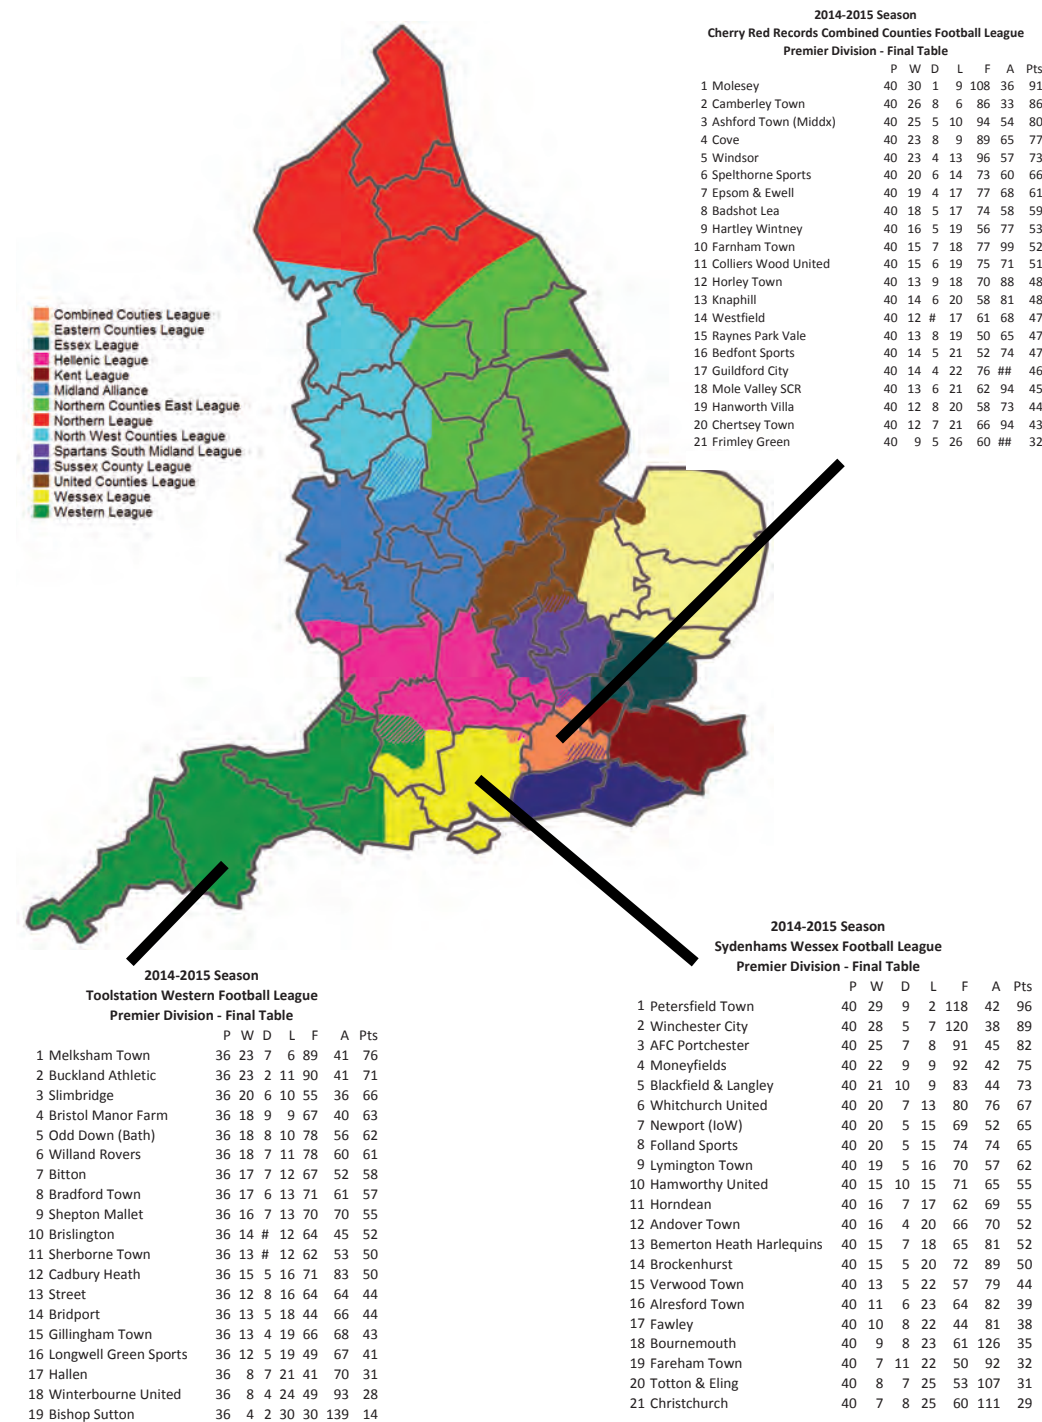 2014-2015 Season
Cherry Red Records Combined Counties Football League
Premier Division - Final Table
P W D L F A Pts
1 Molesey 40 30 1 9 108 36 91
2 Camberley Town 40 26 8 6 86 33 86
3 Ashford Town (Middx) 40 25 5 10 94 54 80
4 Cove 40 23 8 9 89 65 77
5 Windsor 40 23 4 13 96 57 73
6 Spelthorne Sports 40 20 6 14 73 60 66
7 Epsom & Ewell 40 19 4 17 77 68 61
8 Badshot Lea 40 18 5 17 74 58 59
9 Hartley Wintney 40 16 5 19 56 77 53
10 Farnham Town 40 15 7 18 77 99 52
11 Colliers Wood United 40 15 6 19 75 71 51
12 Horley Town 40 13 9 18 70 88 48
13 Knaphill 40 14 6 20 58 81 48
14 Westfield 40 12 # 17 61 68 47
15 Raynes Park Vale 40 13 8 19 50 65 47
16 Bedfont Sports 40 14 5 21 52 74 47
17 Guildford City 40 14 4 22 76 ## 46
18 Mole Valley SCR 40 13 6 21 62 94 45
19 Hanworth Villa 40 12 8 20 58 73 44
20 Chertsey Town 40 12 7 21 66 94 43
21 Frimley Green 40 9 5 26 60 ## 32
Combined Couties League
Eastern Counties League
Essex League
Hellenic League
Kent League
Midland Alliance
Northern Counties East League
Northern League
North West Counties League
Spartans South Midland League
Sussex County League
United Counties League
Wessex League
Western League
2014-2015 Season
Toolstation Western Football League
Premier Division - Final Table
P W D L F A Pts
1 Melksham Town 36 23 7 6 89 41 76
2 Buckland Athletic 36 23 2 11 90 41 71
3 Slimbridge 36 20 6 10 55 36 66
4 Bristol Manor Farm 36 18 9 9 67 40 63
5 Odd Down (Bath) 36 18 8 10 78 56 62
6 Willand Rovers 36 18 7 11 78 60 61
7 Bitton 36 17 7 12 67 52 58
8 Bradford Town 36 17 6 13 71 61 57
9 Shepton Mallet 36 16 7 13 70 70 55
10 Brislington 36 14 # 12 64 45 52
11 Sherborne Town 36 13 # 12 62 53 50
12 Cadbury Heath 36 15 5 16 71 83 50
13 Street 36 12 8 16 64 64 44
14 Bridport 36 13 5 18 44 66 44
15 Gillingham Town 36 13 4 19 66 68 43
16 Longwell Green Sports 36 12 5 19 49 67 41
17 Hallen 36 8 7 21 41 70 31
18 Winterbourne United 36 8 4 24 49 93 28
19 Bishop Sutton 36 4 2 30 30 139 14
2014-2015 Season
Sydenhams Wessex Football League
Premier Division - Final Table
P W D L F A Pts
1 Petersfield Town 40 29 9 2 118 42 96
2 Winchester City 40 28 5 7 120 38 89
3 AFC Portchester 40 25 7 8 91 45 82
4 Moneyfields 40 22 9 9 92 42 75
5 Blackfield & Langley 40 21 10 9 83 44 73
6 Whitchurch United 40 20 7 13 80 76 67
7 Newport (IoW) 40 20 5 15 69 52 65
8 Folland Sports 40 20 5 15 74 74 65
9 Lymington Town 40 19 5 16 70 57 62
10 Hamworthy United 40 15 10 15 71 65 55
11 Horndean 40 16 7 17 62 69 55
12 Andover Town 40 16 4 20 66 70 52
13 Bemerton Heath Harlequins 40 15 7 18 65 81 52
14 Brockenhurst 40 15 5 20 72 89 50
15 Verwood Town 40 13 5 22 57 79 44
16 Alresford Town 40 11 6 23 64 82 39
17 Fawley 40 10 8 22 44 81 38
18 Bournemouth 40 9 8 23 61 126 35
19 Fareham Town 40 7 11 22 50 92 32
20 Totton & Eling 40 8 7 25 53 107 31
21 Christchurch 40 7 8 25 60 111 29